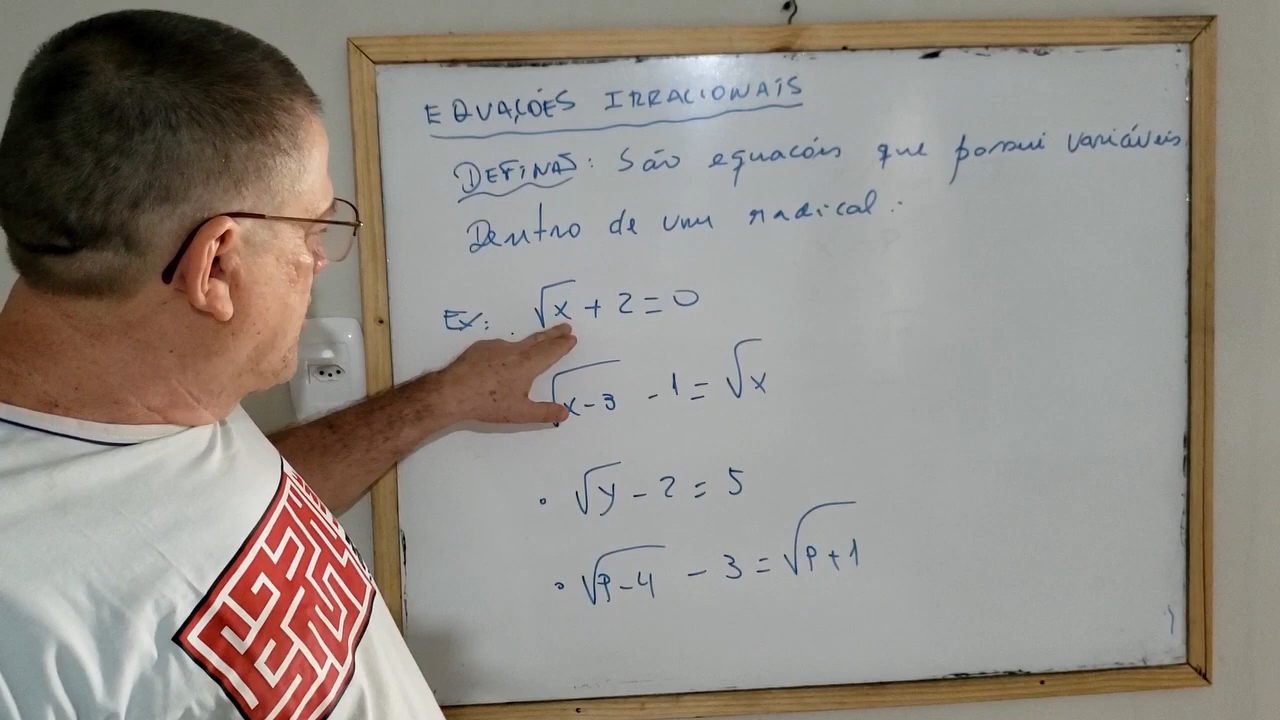 EQUAÇÕES IRRACIONAIS
DEFINAS: São equacões que possui variáveis
Dentro de um radical.
Ex: . √x + 2 = 0
√x-3 - 1 = √x
• √y - 2 = 5
• √p-4 - 3 = √p+1